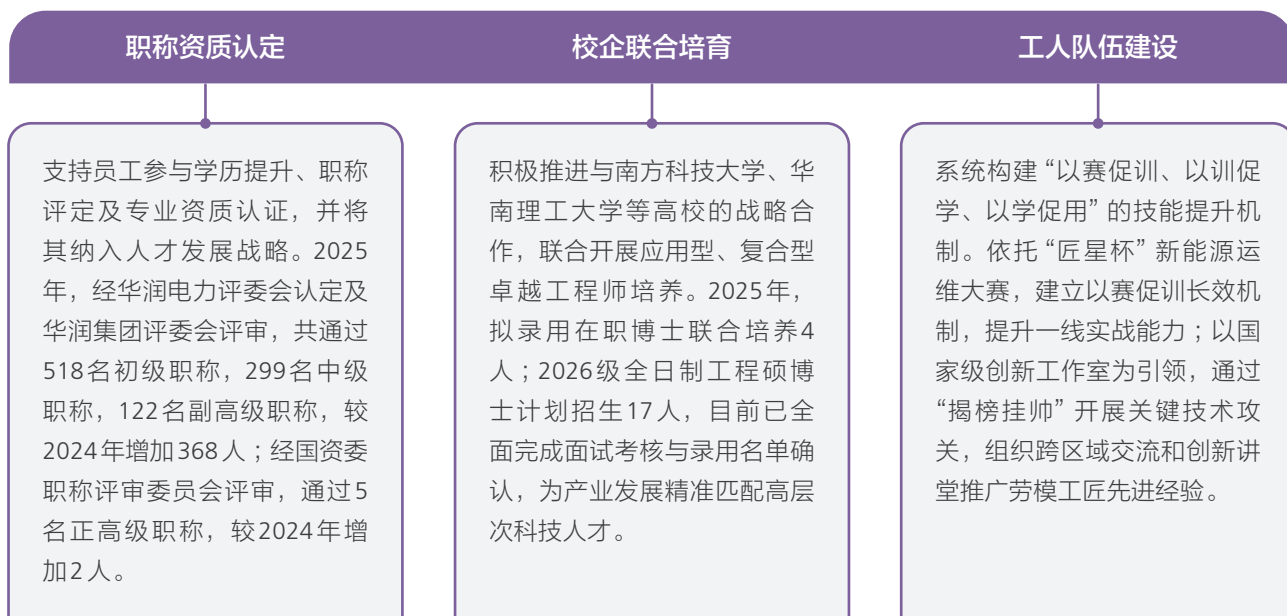 职称资质认定
支持员工参与学历提升、职称
评定及专业资质认证，并将
其纳入人才发展战略。2025
年，经华润电力评委会认定及
华润集团评委会评审，共通过
518名初级职称，299名中级
职称，122名副高级职称，较
2024年增加368人；经国资委
职称评审委员会评审，通过5
名正高级职称，较2024年增
加2人。
校企联合培育
积极推进与南方科技大学、华
南理工大学等高校的战略合
作，联合开展应用型、复合型
卓越工程师培养。2025年，
拟录用在职博士联合培养4
人；2026级全日制工程硕博
士计划招生17人，目前已全
面完成面试考核与录用名单确
认，为产业发展精准匹配高层
次科技人才。
工人队伍建设
系统构建“以赛促训、以训促
学、以学促用”的技能提升机
制。依托“匠星杯”新能源运
维大赛，建立以赛促训长效机
制，提升一线实战能力；以国
家级创新工作室为引领，通过
“揭榜挂帅”开展关键技术攻
关，组织跨区域交流和创新讲
堂推广劳模工匠先进经验。